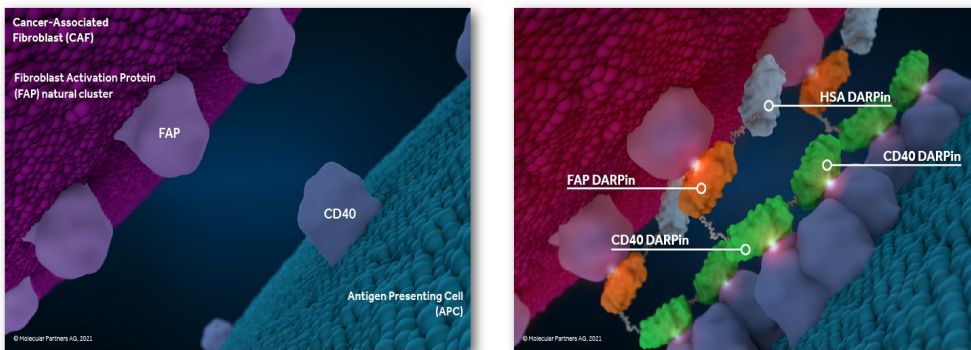 Cancer-Associated
Fibroblast (CAF)
Fibroblast Activation Protein
(FAP) natural cluster
FAP
CD40
Antigen Presenting Cell
(APC)
© Molecular Partners AG, 2021
HSA DARPin
CD40 DARPin
FAP DARPin
CD40 DARPin
© Molecular Partners AG, 2021